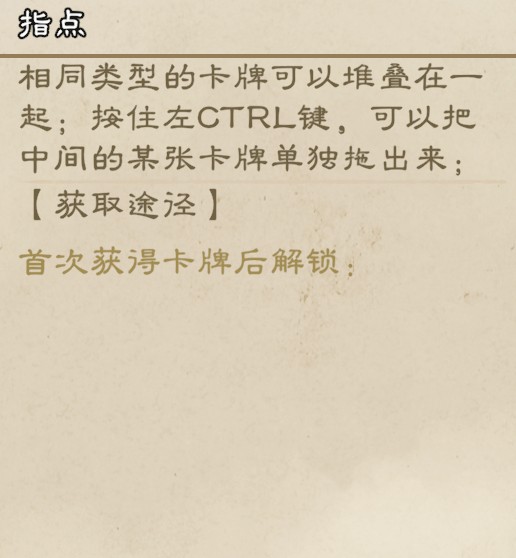 指点
相同类型的卡牌可以堆叠在一
起；按住左CTRL键，可以把
中间的某张卡牌单独拖出来；
【获取途径】
首次获得卡牌后解锁；